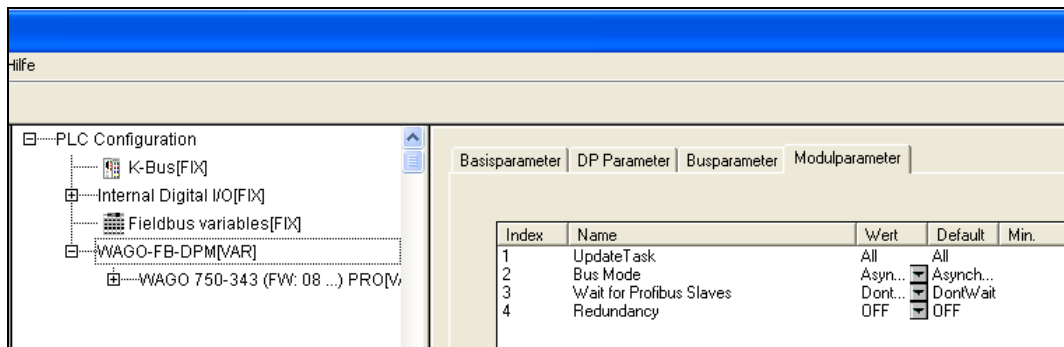 Hilfe
PLC Configuration
K-Bus[FIX]
Internal Digital I/O[FIX]
Fieldbus variables[FIX]
WAGO-FB-DPM[VAR]
WAGO 750-343 (FW: 08 ...) PRO[VA
Basisparameter DP Parameter Busparameter Modulparameter
Index Name Wert Default Min.
1 UpdateTask All All
2 Bus Mode Asyn... Asynch...
3 Wait for Profibus Slaves Dont... DontWait
4 Redundancy OFF OFF